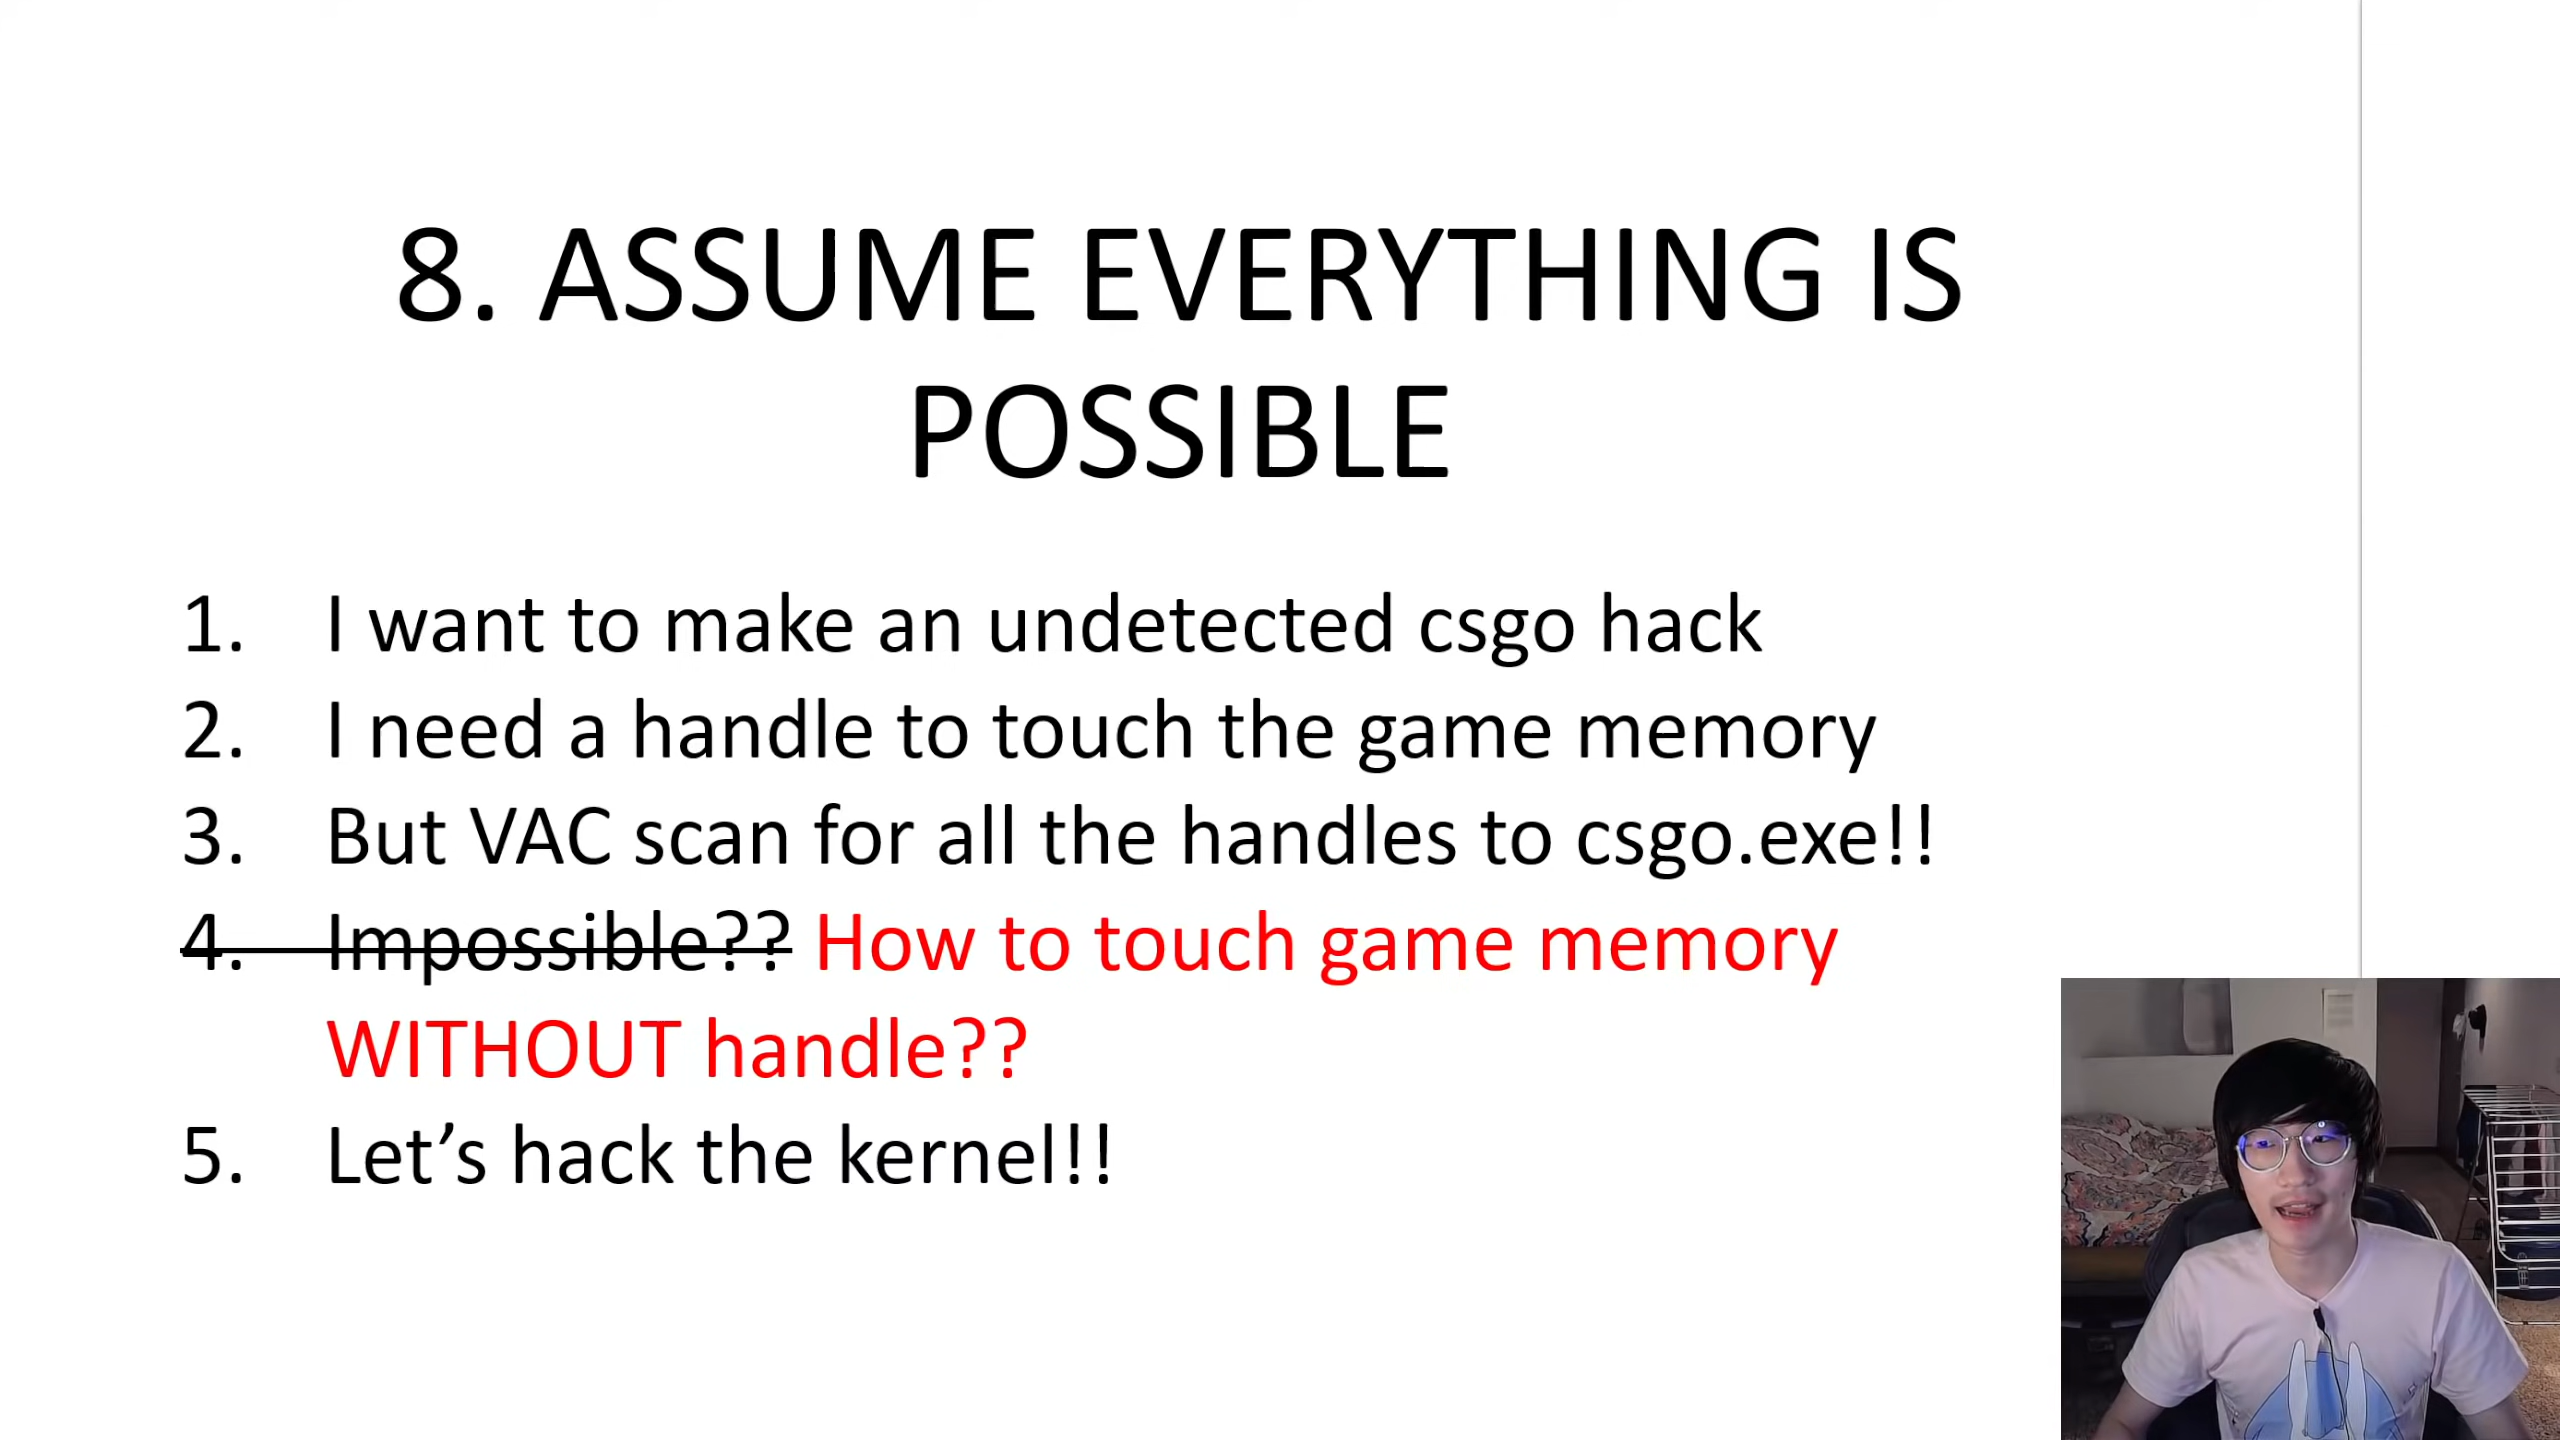 8. ASSUME EVERYTHING IS
POSSIBLE
1. I want to make an undetected csgo hack
2. I need a handle to touch the game memory
3. But VAC scan for all the handles to csgo.exe!!
4. Impossible?? How to touch game memory
WITHOUT handle??
5. Let’s hack the kernel!!